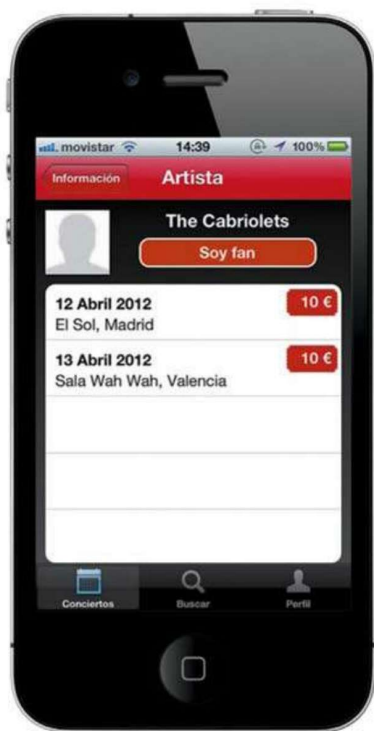 movistar 14:39 100%
Información Artista
The Cabriolets
Soy fan
12 Abril 2012 10 €
El Sol, Madrid
13 Abril 2012 10 €
Sala Wah Wah, Valencia
Conciertos Buscar Perfil